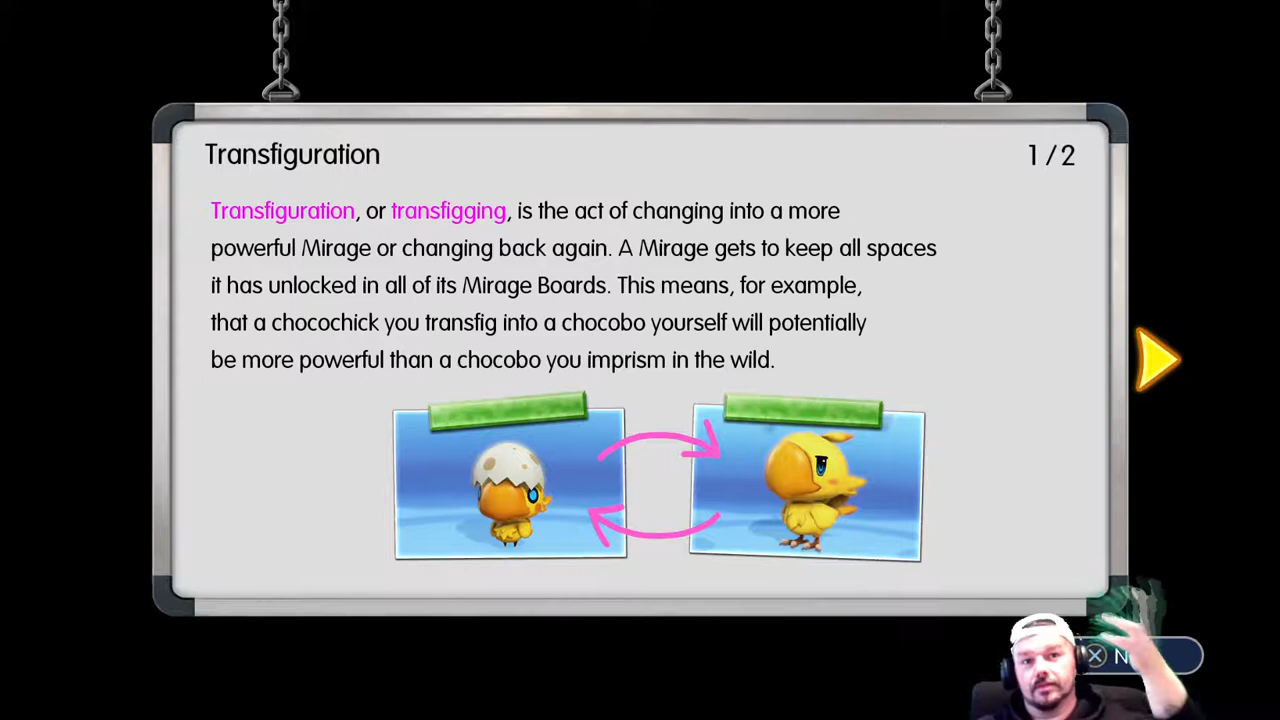 Transfiguration
1/2
Transfiguration, or transfigging, is the act of changing into a more
powerful Mirage or changing back again. A Mirage gets to keep all spaces
it has unlocked in all of its Mirage Boards. This means, for example,
that a chocochick you transfig into a chocobo yourself will potentially
be more powerful than a chocobo you imprism in the wild.